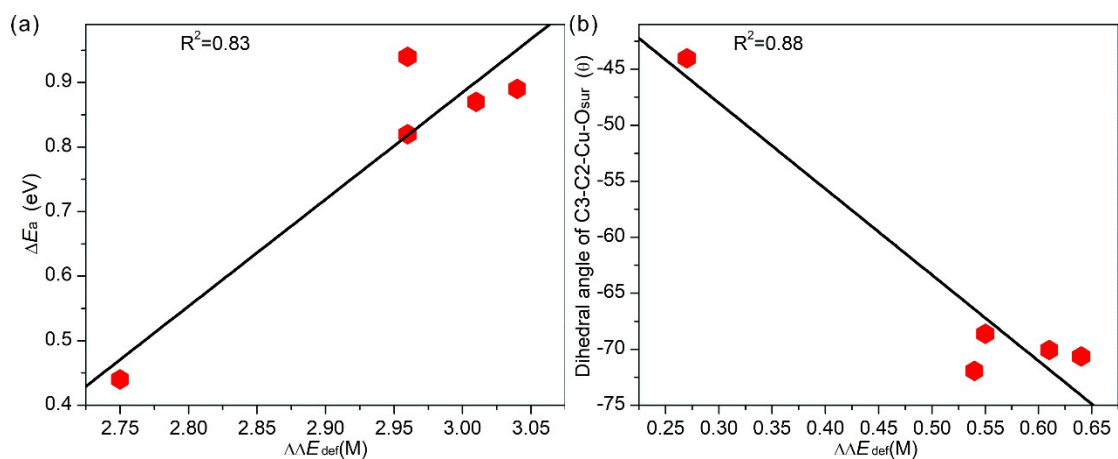 (a)
R²=0.83
ΔEa (eV)
0.9
0.8
0.7
0.6
0.5
0.4
2.75 2.80 2.85 2.90 2.95 3.00 3.05
ΔΔEdef(M)
(b)
R²=0.88
Dihedral angle of C3-C2-Cu-Osur (θ)
-45
-50
-55
-60
-65
-70
-75
0.25 0.30 0.35 0.40 0.45 0.50 0.55 0.60 0.65
ΔΔEdef(M)